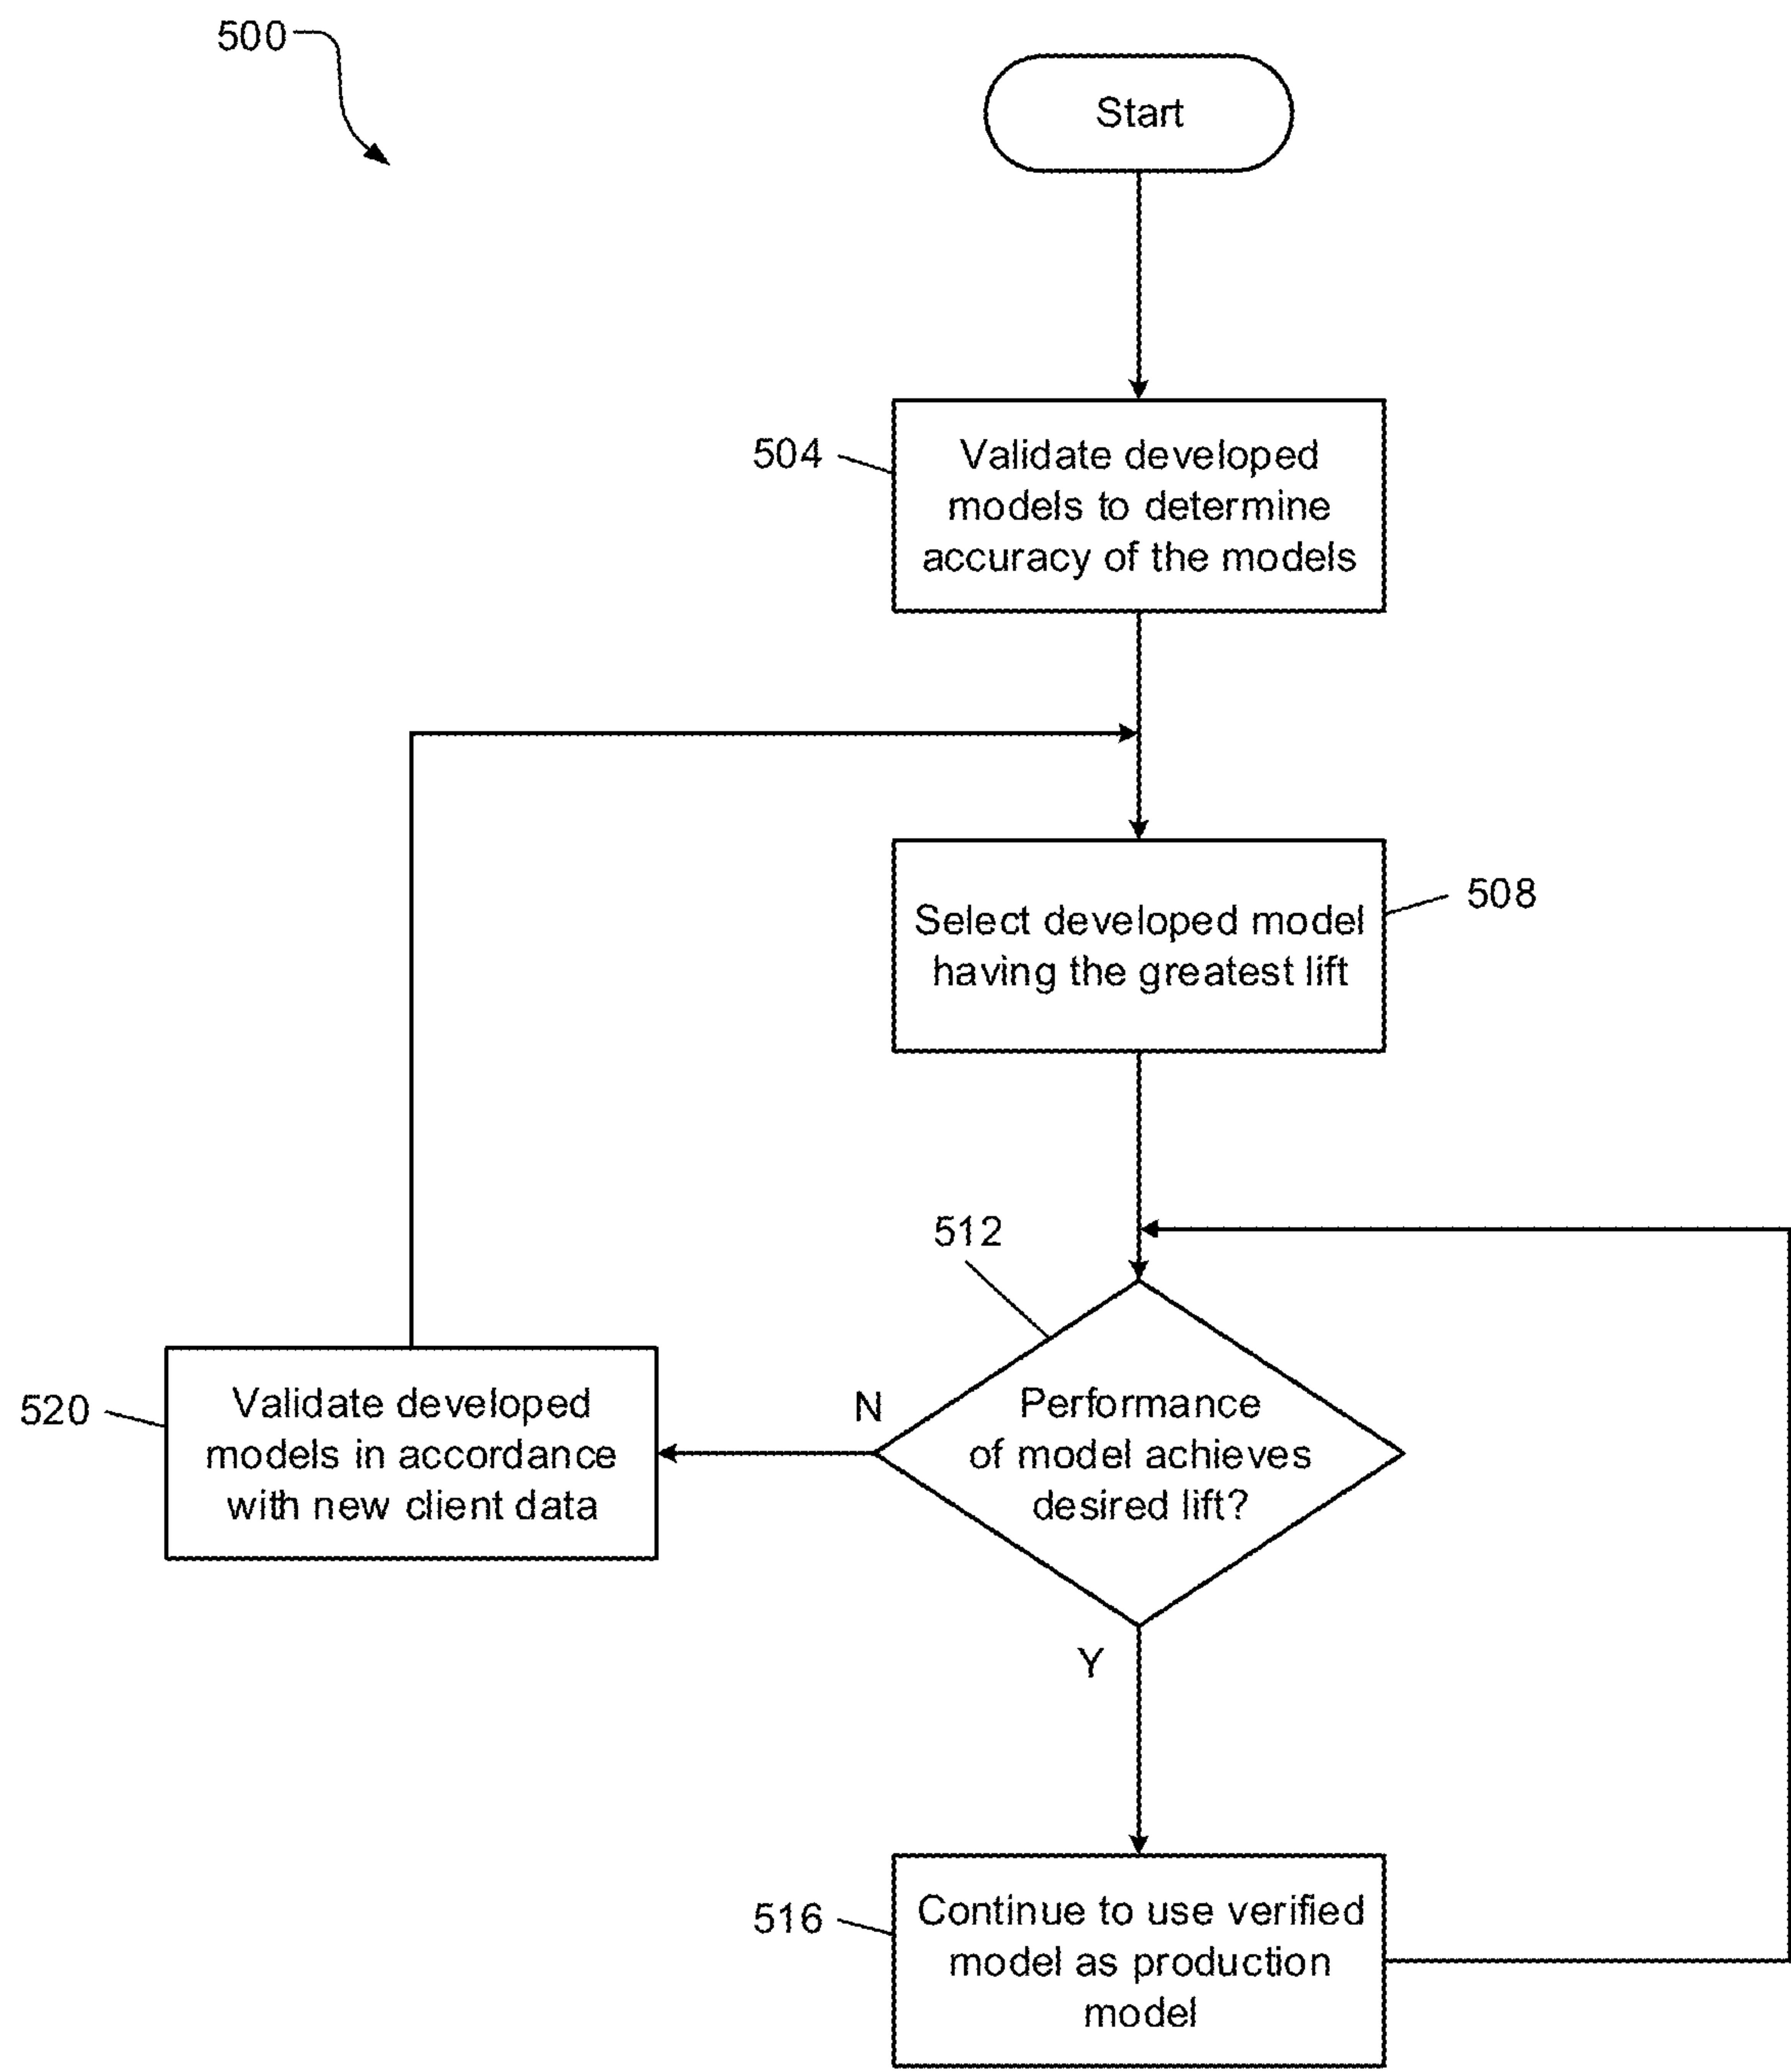 500
Start
504
Validate developed
models to determine
accuracy of the models
508
Select developed model
having the greatest lift
512
Performance
of model achieves
desired lift?
N
Y
520
Validate developed
models in accordance
with new client data
516
Continue to use verified
model as production
model